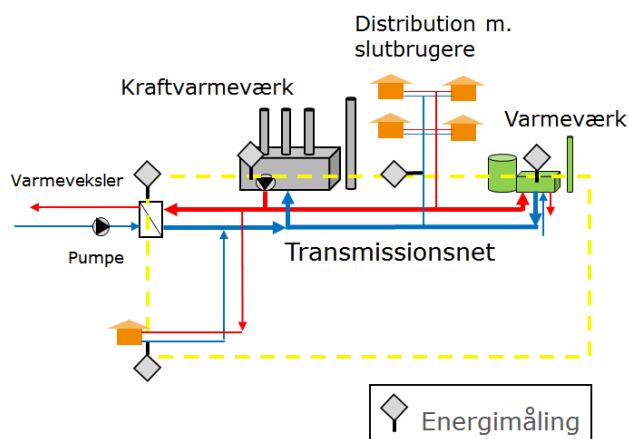 Distribution m.
slutbrugere
Kraftvarmeværk
Varmeværk
Varmeveksler
Pumpe
Transmissionsnet
Energimåling